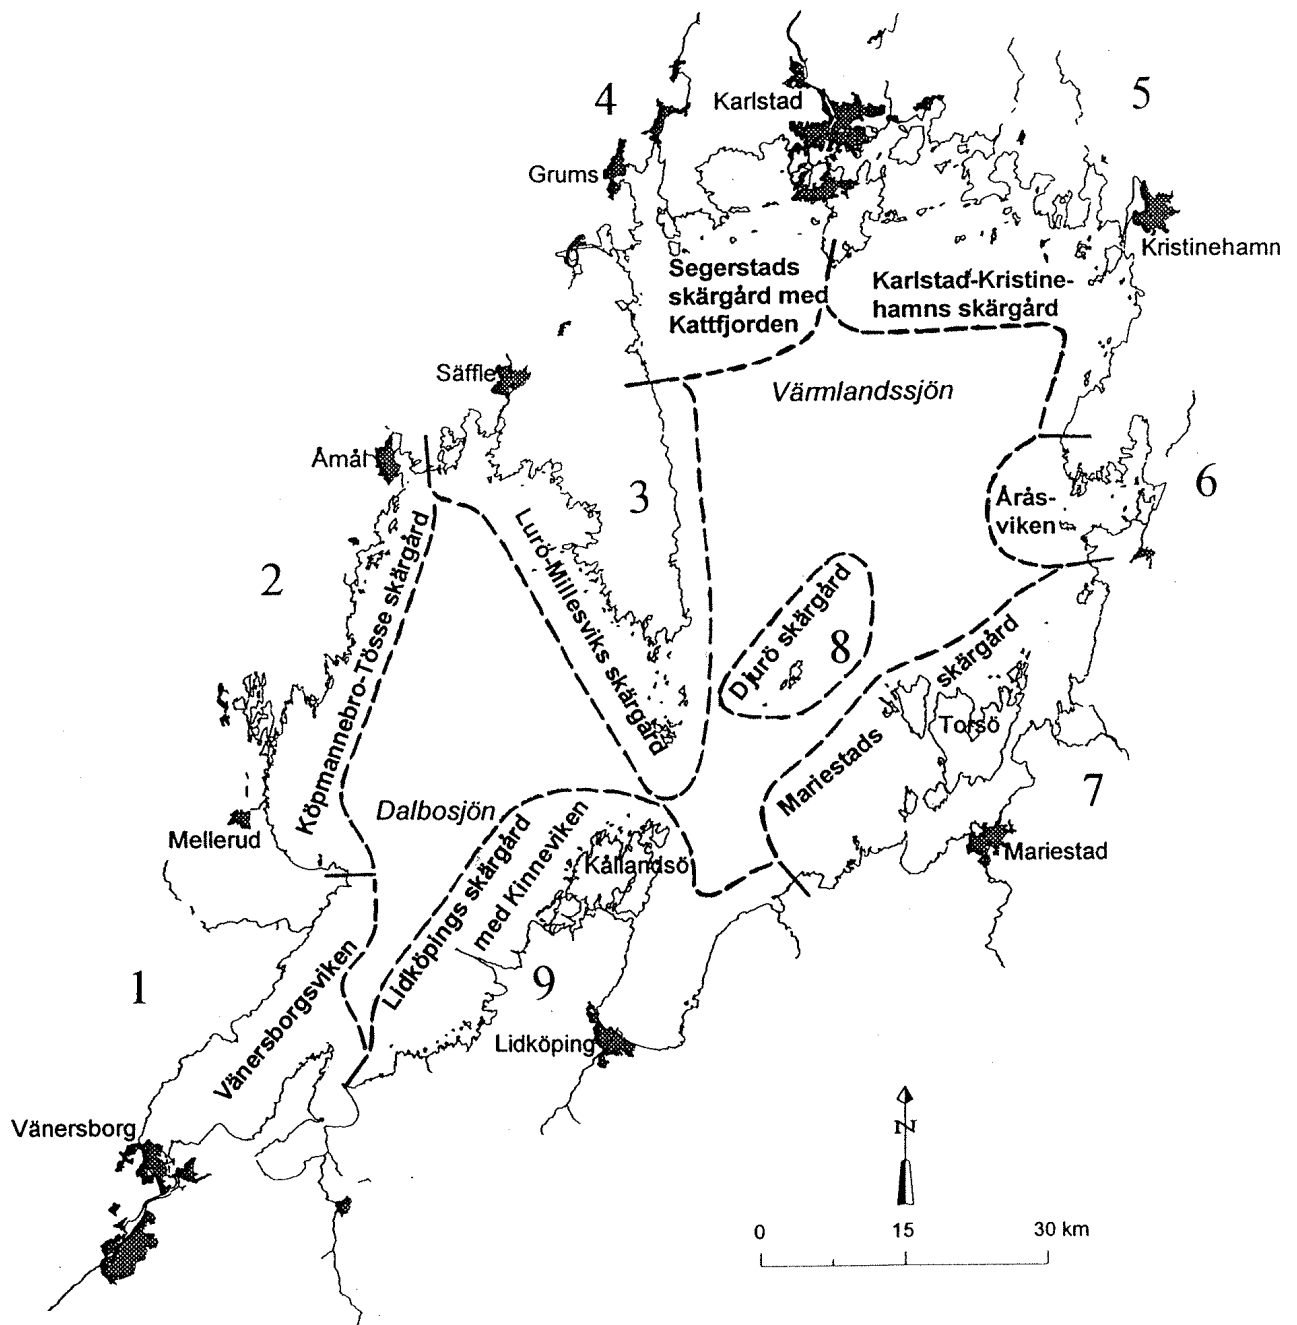 4
Karlstad
5
Grums
Kristinehamn
Segerstads
skärgård med
Kattfjorden
Karlstad-Kristine-
hamns skärgård
Säffle
Värmlandssjön
Åmål
3
6
Årås-
viken
Lurö-Millesviks skärgård
2
Köpmannebro-Tösse skärgård
Djurö skärgård
8
Mariestads skärgård
Torsö
7
Dalbosjön
Mellerud
Lidköpings skärgård
med Kinneviken
Kållandsö
Mariestad
1
Vänersborgsviken
9
Lidköping
Vänersborg
N
0 15 30 km